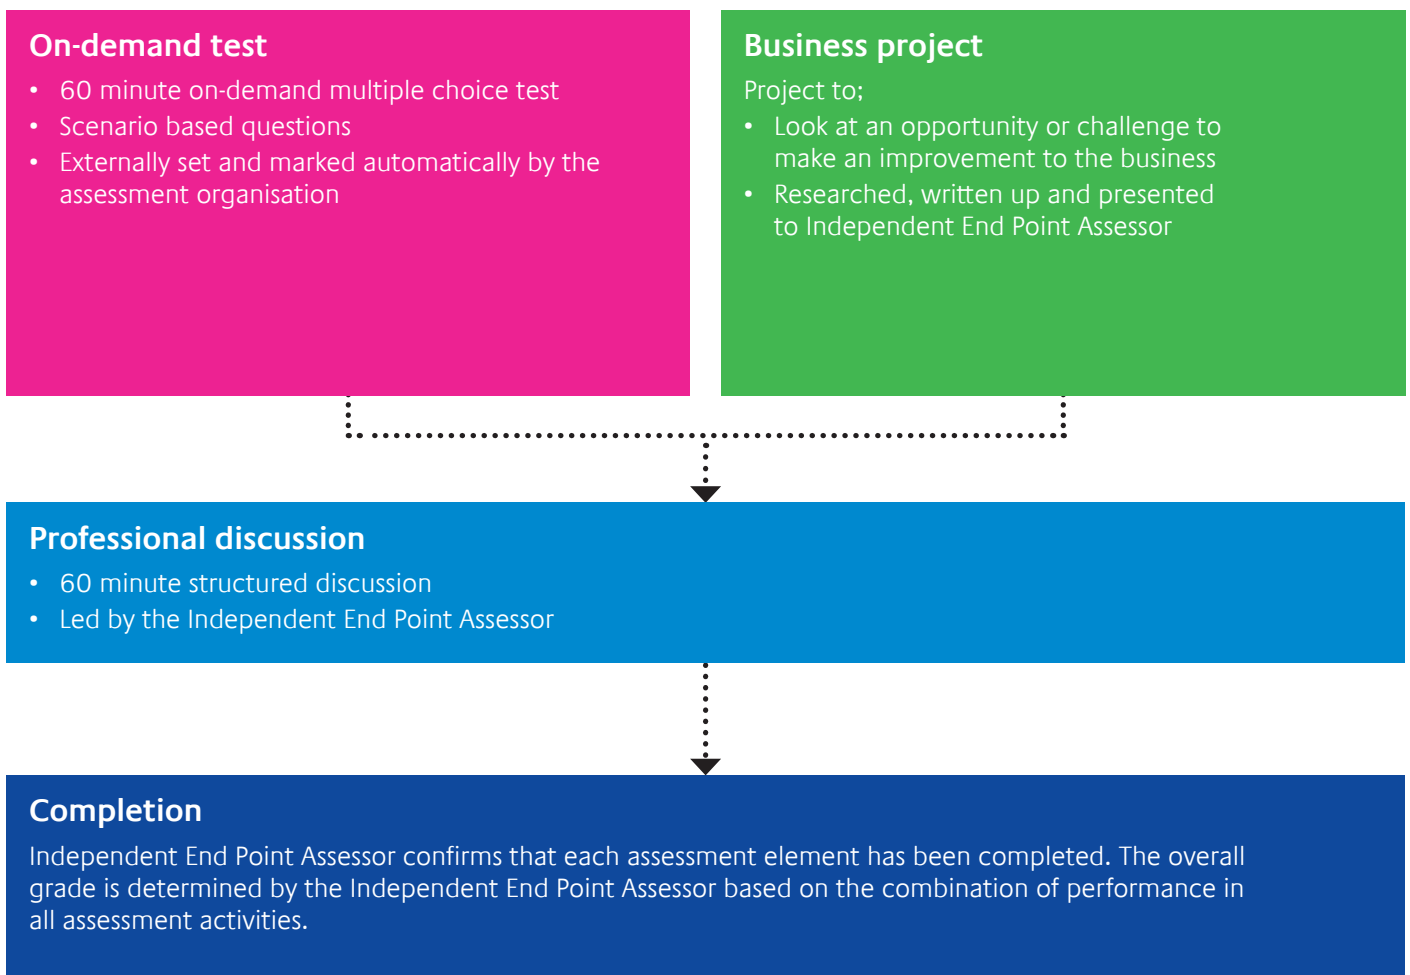 On-demand test
• 60 minute on-demand multiple choice test
• Scenario based questions
• Externally set and marked automatically by the
assessment organisation
Business project
Project to;
• Look at an opportunity or challenge to
make an improvement to the business
• Researched, written up and presented
to Independent End Point Assessor
Professional discussion
• 60 minute structured discussion
• Led by the Independent End Point Assessor
Completion
Independent End Point Assessor confirms that each assessment element has been completed. The overall
grade is determined by the Independent End Point Assessor based on the combination of performance in
all assessment activities.